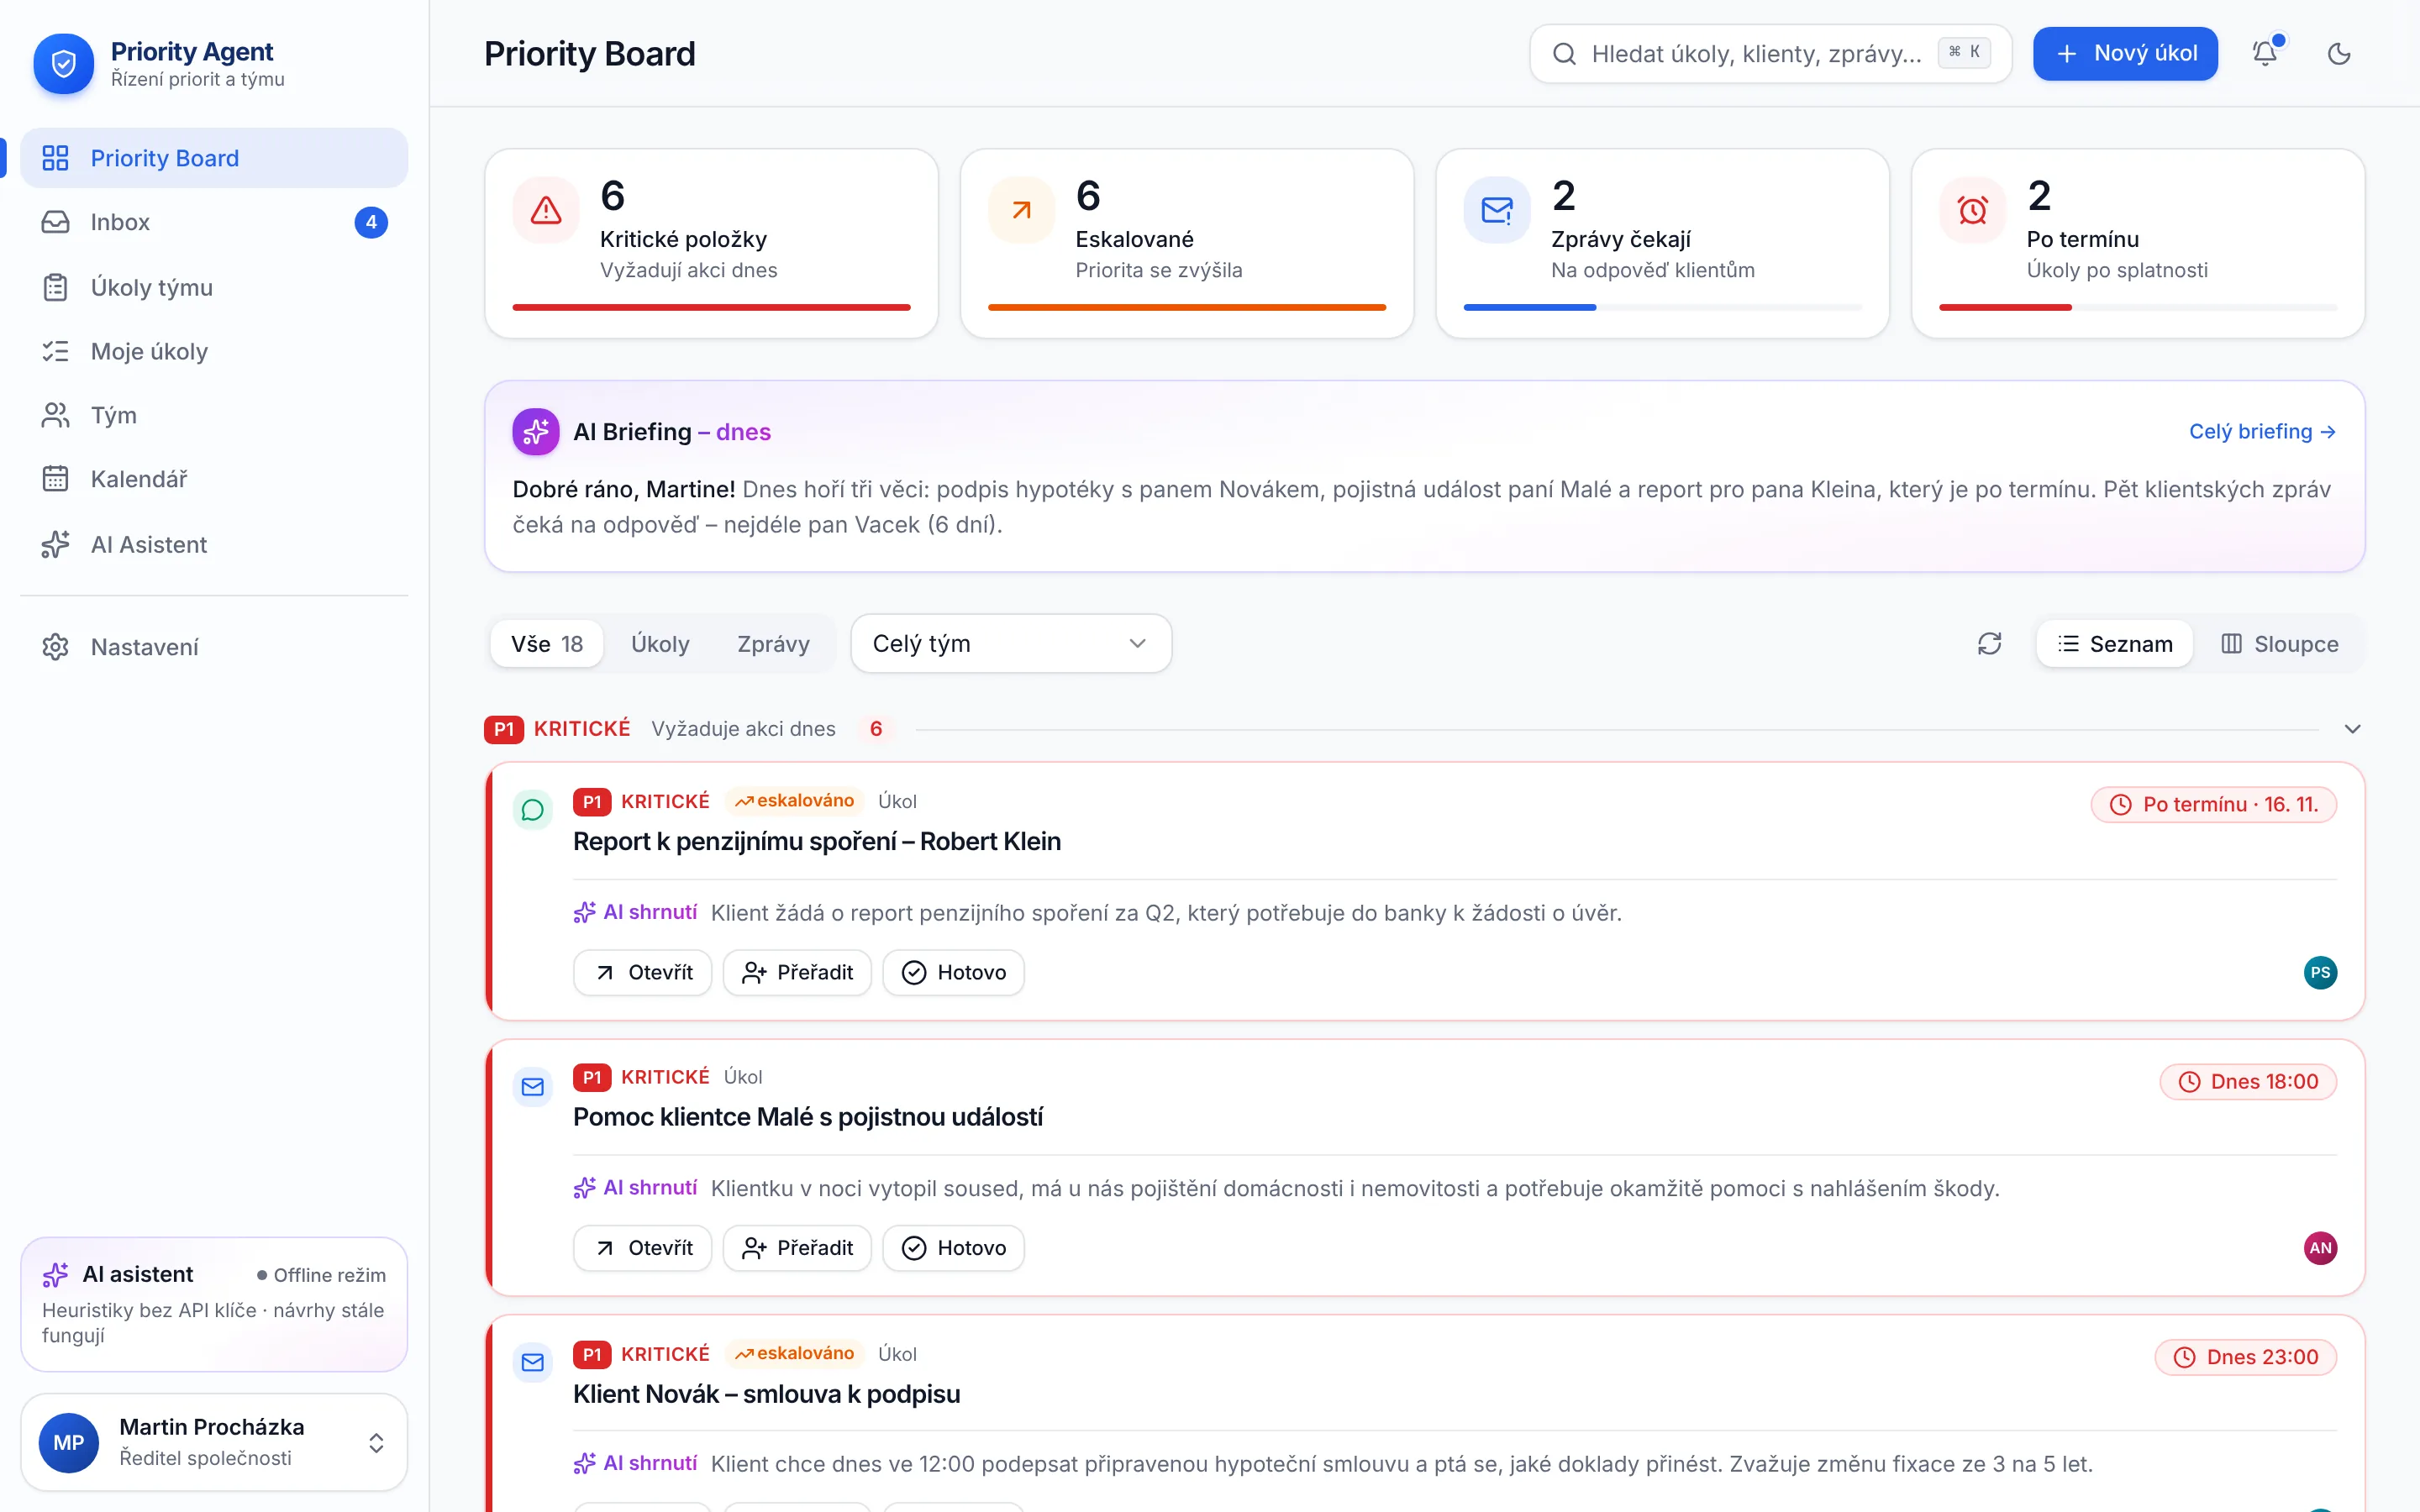 Priority Agent
Řízení priorit a týmu
Priority Board
Inbox
4
Úkoly týmu
Moje úkoly
Tým
Kalendář
AI Asistent
Nastavení
AI asistent
Offline režim
Heuristiky bez API klíče · návrhy stále
fungují
MP
Martin Procházka
Ředitel společnosti
Priority Board
Hledat úkoly, klienty, zprávy...
⌘ K
Nový úkol
6
Kritické položky
Vyžadují akci dnes
6
Eskalované
Priorita se zvýšila
2
Zprávy čekají
Na odpověď klientům
2
Po termínu
Úkoly po splatnosti
AI Briefing – dnes
Celý briefing →
Dobré ráno, Martine! Dnes hoří tři věci: podpis hypotéky s panem Novákem, pojistná událost paní Malé a report pro pana Kleina, který je po termínu. Pět klientských zpráv
čeká na odpověď – nejdéle pan Vacek (6 dní).
Vše 18
Úkoly
Zprávy
Celý tým
Seznam
Sloupce
P1 KRITICKÉ Vyžaduje akci dnes 6
P1 KRITICKÉ eskalováno Úkol
Po termínu · 16. 11.
Report k penzijnímu spoření – Robert Klein
AI shrnutí Klient žádá o report penzijního spoření za Q2, který potřebuje do banky k žádosti o úvěr.
Otevřít
Přeřadit
Hotovo
PS
P1 KRITICKÉ Úkol
Dnes 18:00
Pomoc klientce Malé s pojistnou událostí
AI shrnutí Klientku v noci vytopil soused, má u nás pojištění domácnosti i nemovitosti a potřebuje okamžitě pomoci s nahlášením škody.
Otevřít
Přeřadit
Hotovo
AN
P1 KRITICKÉ eskalováno Úkol
Dnes 23:00
Klient Novák – smlouva k podpisu
AI shrnutí Klient chce dnes ve 12:00 podepsat připravenou hypoteční smlouvu a ptá se, jaké doklady přinést. Zvažuje změnu fixace ze 3 na 5 let.